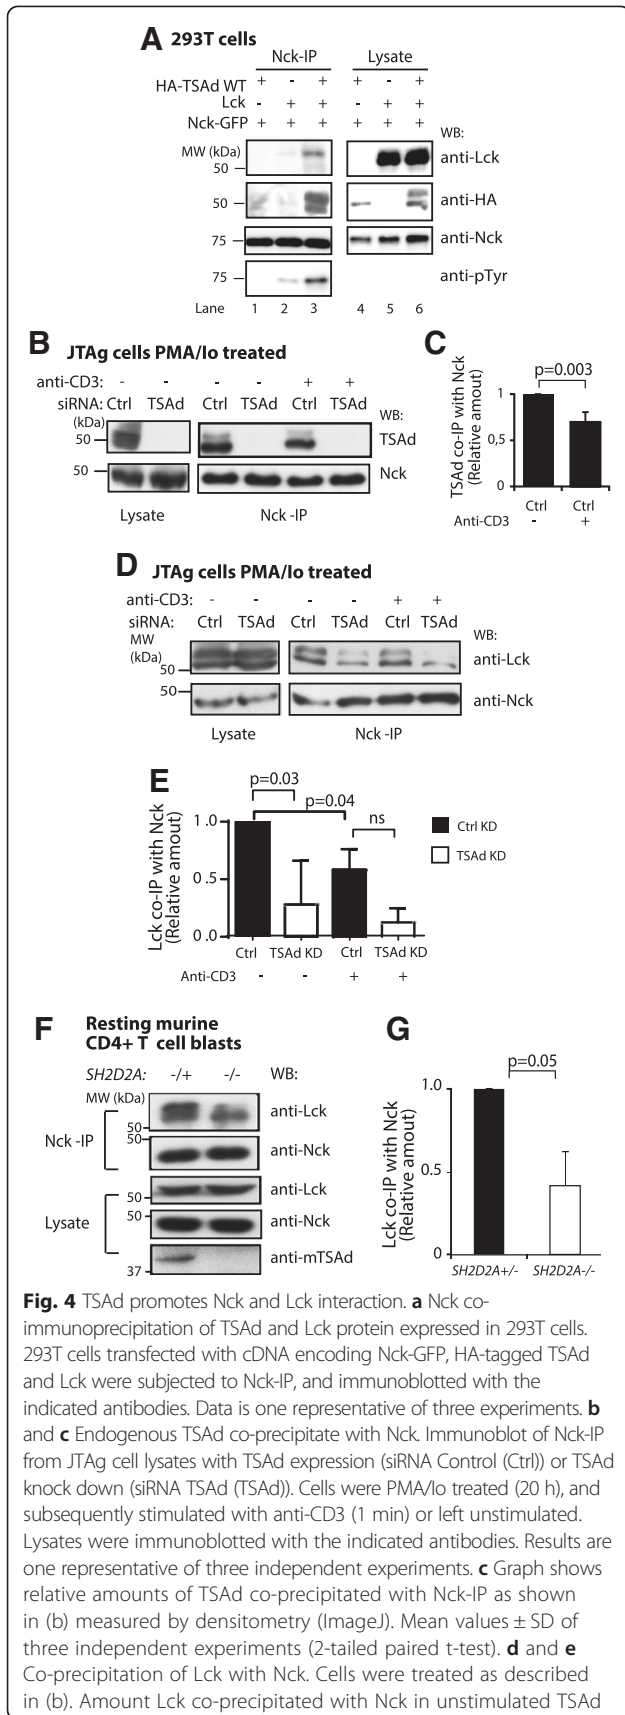 A 293T cells
Nck-IP Lysate
HA-TSAd WT + - + + - +
Lck - + + - + +
Nck-GFP + + + + + +
WB:
MW (kDa)
50 anti-Lck
50 anti-HA
75 anti-Nck
75 anti-pTyr
Lane 1 2 3 4 5 6
B JTAg cells PMA/Io treated
anti-CD3: - - - - + +
siRNA: Ctrl TSAd Ctrl TSAd Ctrl TSAd
(kDa) WB:
50 TSAd
50 Nck
Lysate Nck -IP
C
p=0.003
TSAd co-IP with Nck
(Relative amout)
1
0,5
0
Ctrl Ctrl
Anti-CD3 - +
D JTAg cells PMA/Io treated
anti-CD3: - - - - + +
siRNA: Ctrl TSAd Ctrl TSAd Ctrl TSAd
MW
(kDa) WB:
50 anti-Lck
50 anti-Nck
Lysate Nck -IP
E
p=0.03
p=0.04
ns
Lck co-IP with Nck
(Relative amout)
1.0
0.5
0.0
Ctrl KD
TSAd KD
Ctrl TSAd KD Ctrl TSAd KD
Anti-CD3 - - + +
F Resting murine
CD4+ T cell blasts
SH2D2A: -/+ -/- WB:
MW (kDa)
Nck -IP
50 anti-Lck
50 anti-Nck
Lysate
50 anti-Lck
50 anti-Nck
37 anti-mTSAd
G
p=0.05
Lck co-IP with Nck
(Relative amout)
1.0
0.5
0
SH2D2A+/- SH2D2A-/-
Fig. 4 TSAd promotes Nck and Lck interaction. a Nck co-
immunoprecipitation of TSAd and Lck protein expressed in 293T cells.
293T cells transfected with cDNA encoding Nck-GFP, HA-tagged TSAd
and Lck were subjected to Nck-IP, and immunoblotted with the
indicated antibodies. Data is one representative of three experiments. b
and c Endogenous TSAd co-precipitate with Nck. Immunoblot of Nck-IP
from JTAg cell lysates with TSAd expression (siRNA Control (Ctrl)) or TSAd
knock down (siRNA TSAd (TSAd)). Cells were PMA/Io treated (20 h), and
subsequently stimulated with anti-CD3 (1 min) or left unstimulated.
Lysates were immunoblotted with the indicated antibodies. Results are
one representative of three independent experiments. c Graph shows
relative amounts of TSAd co-precipitated with Nck-IP as shown
in (b) measured by densitometry (ImageJ). Mean values ± SD of
three independent experiments (2-tailed paired t-test). d and e
Co-precipitation of Lck with Nck. Cells were treated as described
in (b). Amount Lck co-precipitated with Nck in unstimulated TSAd